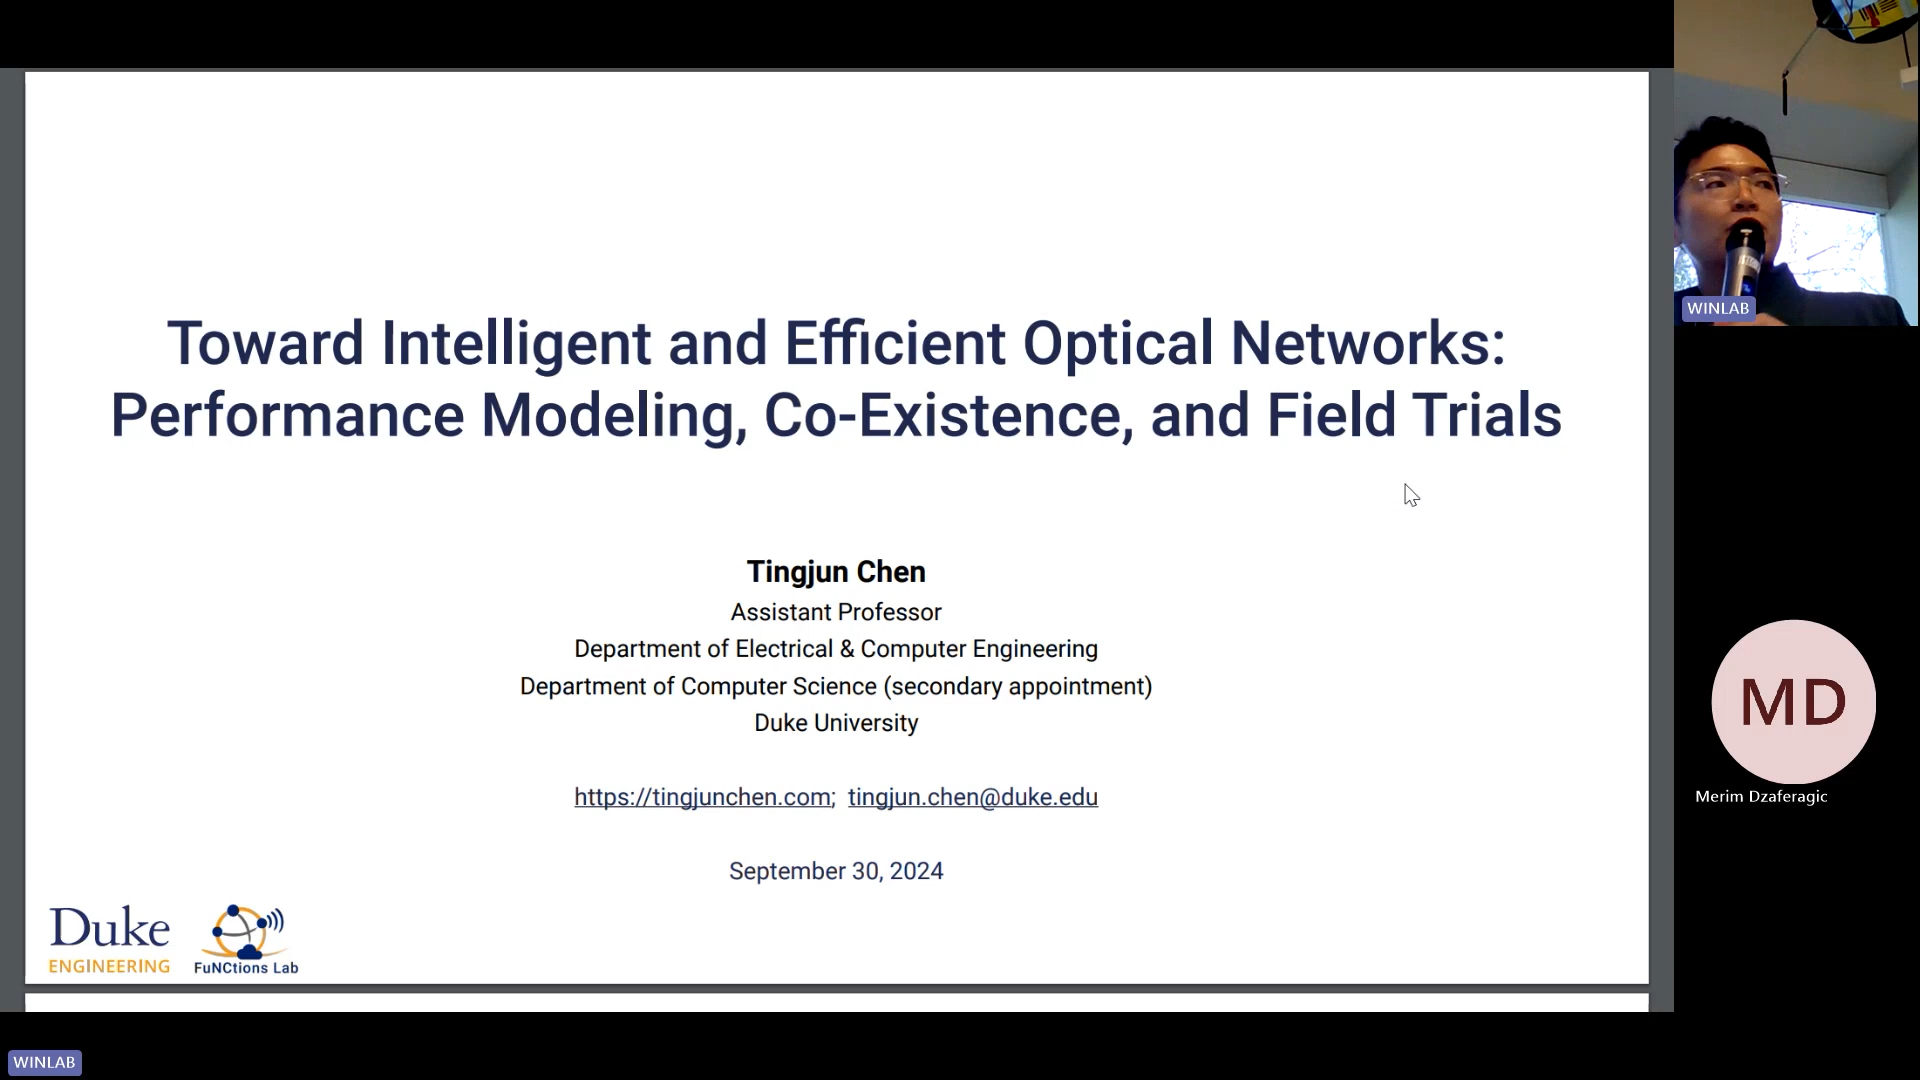 Toward Intelligent and Efficient Optical Networks:
Performance Modeling, Co-Existence, and Field Trials
Tingjun Chen
Assistant Professor
Department of Electrical & Computer Engineering
Department of Computer Science (secondary appointment)
Duke University
https://tingjunchen.com; tingjun.chen@duke.edu
September 30, 2024
Duke
ENGINEERING
FuNCtions Lab
WINLAB
MD
Merim Dzaferagic
WINLAB